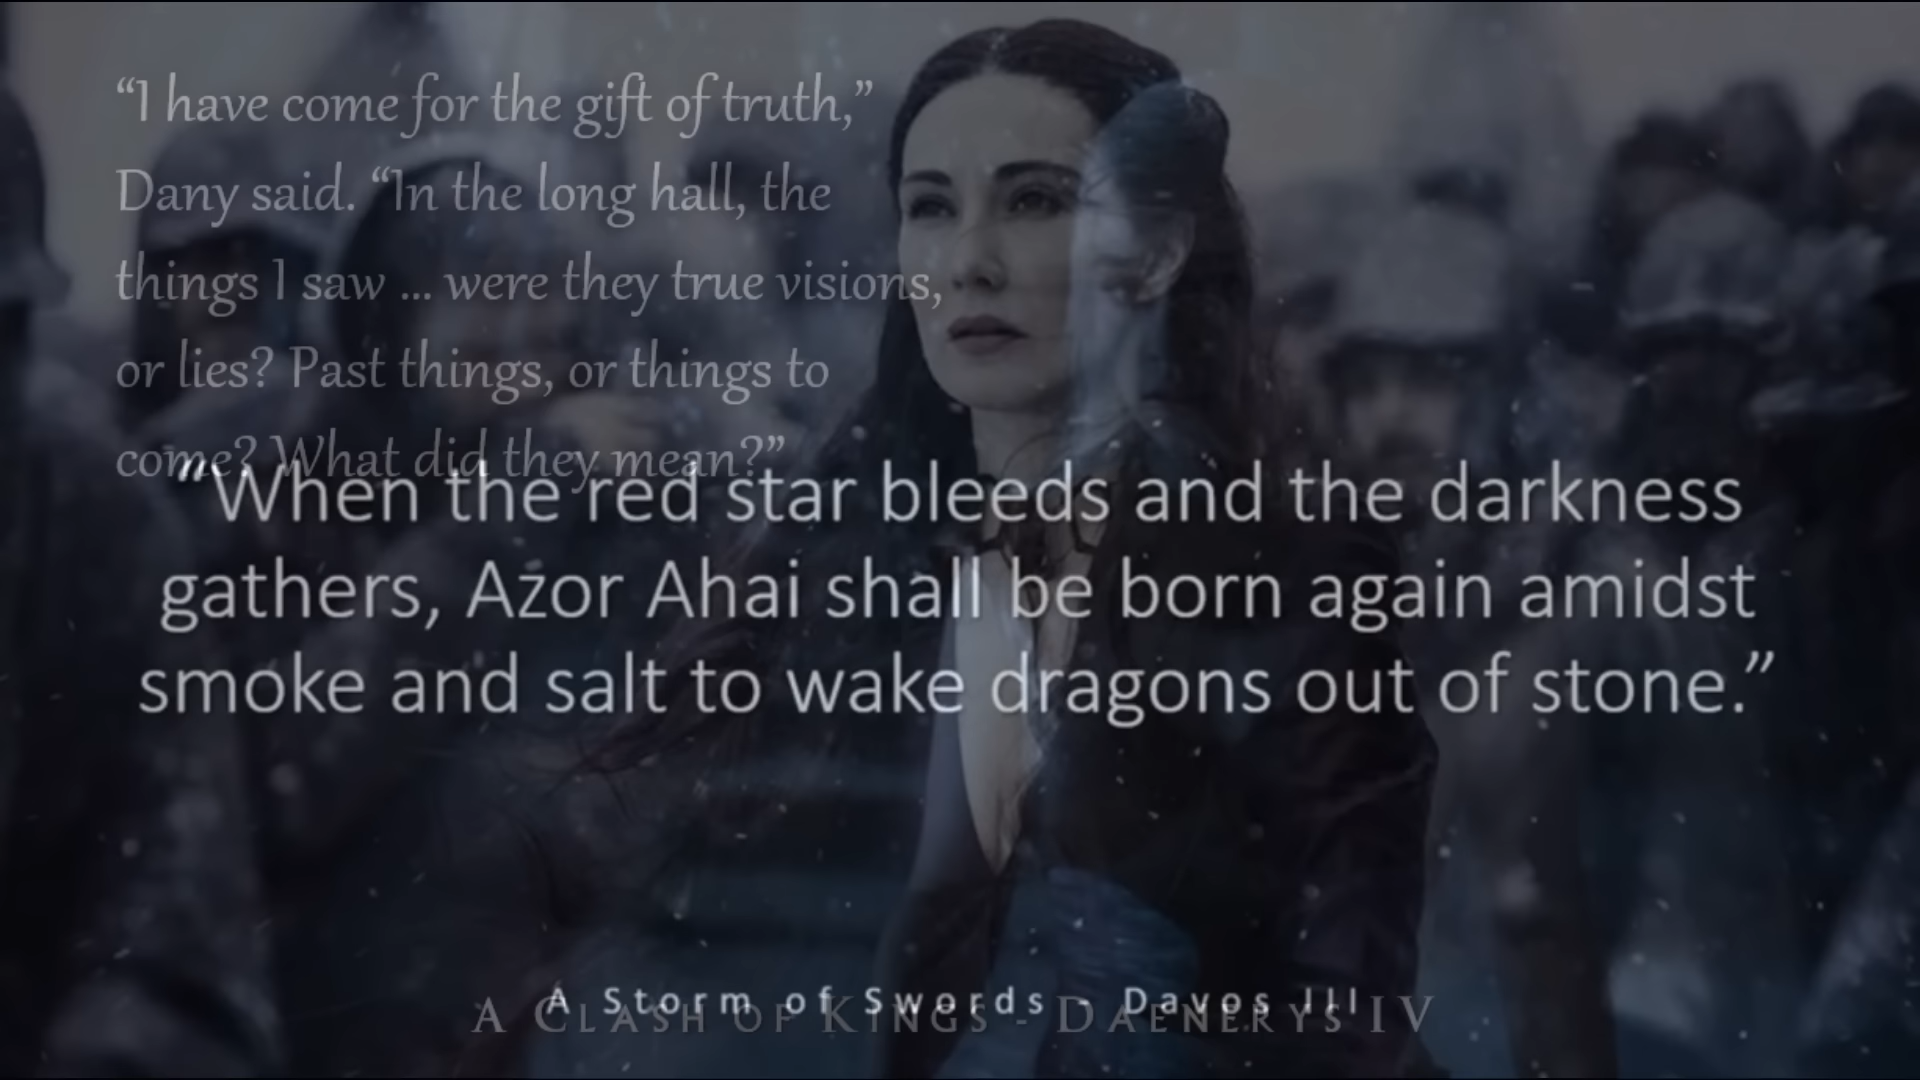 “I have come for the gift of truth,”
Dany said. “In the long hall, the
things I saw ... were they true visions,
or lies? Past things, or things to
come? What did they mean?”
“When the red star bleeds and the darkness
gathers, Azor Ahai shall be born again amidst
smoke and salt to wake dragons out of stone.”
A Storm of Swords - Davos III
A CLASH OF KINGS - DAENERYS IV